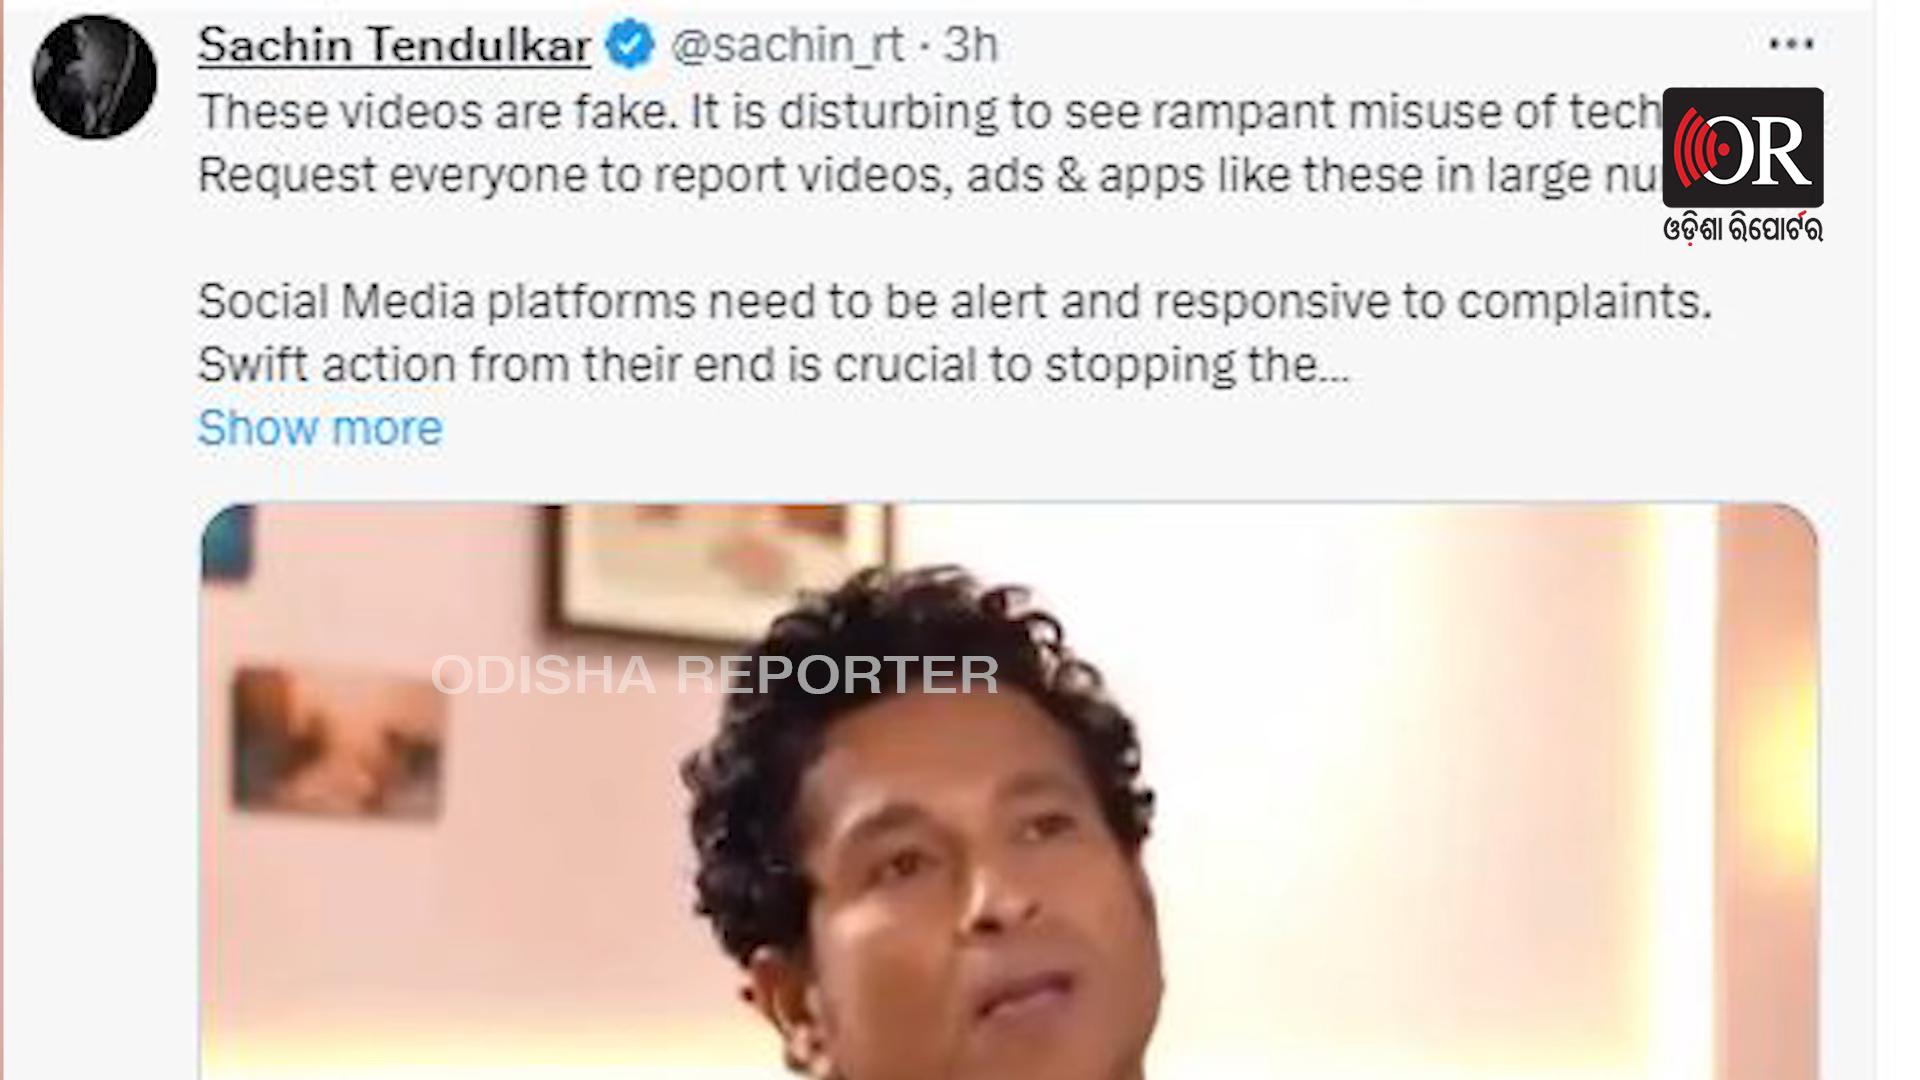 Sachin Tendulkar @sachin_rt · 3h
These videos are fake. It is disturbing to see rampant misuse of tech
Request everyone to report videos, ads & apps like these in large nu
OR
ଓଡ଼ିଶା ରିପୋର୍ଟର
Social Media platforms need to be alert and responsive to complaints.
Swift action from their end is crucial to stopping the...
Show more
ODISHA REPORTER